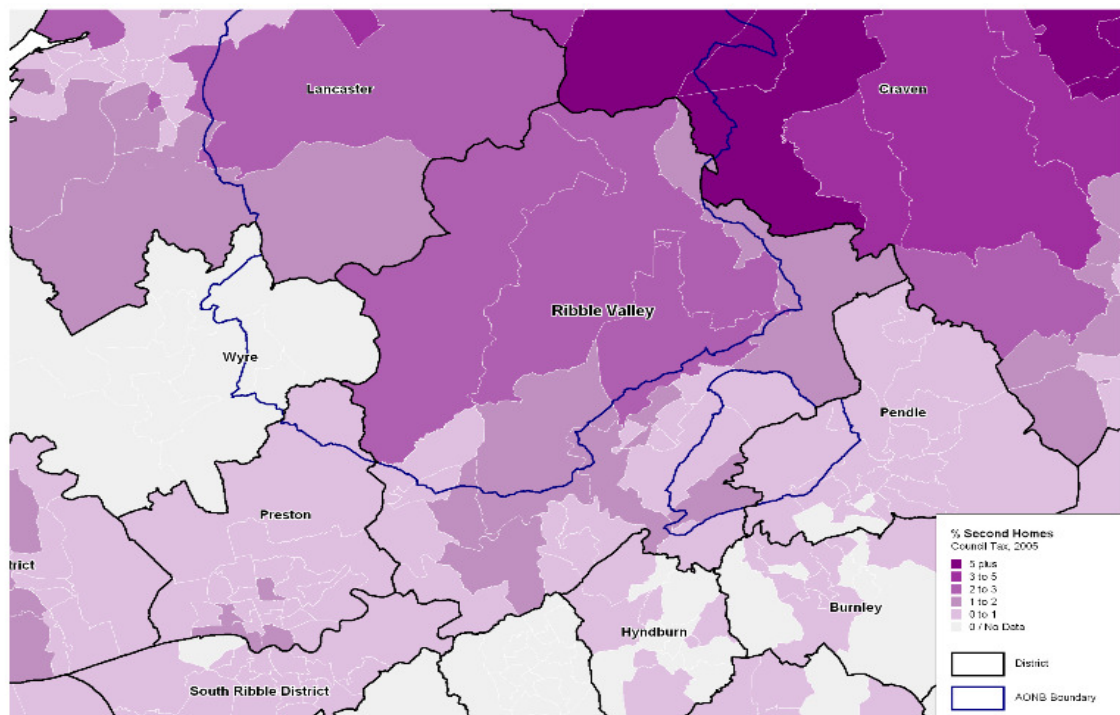 Lancaster
Craven
Ribble Valley
Wyre
Pendle
Preston
trict
Burnley
Hyndburn
South Ribble District
% Second Homes
Council Tax, 2005
5 plus
3 to 5
2 to 3
1 to 2
0 to 1
0 / No Data
District
AONB Boundary